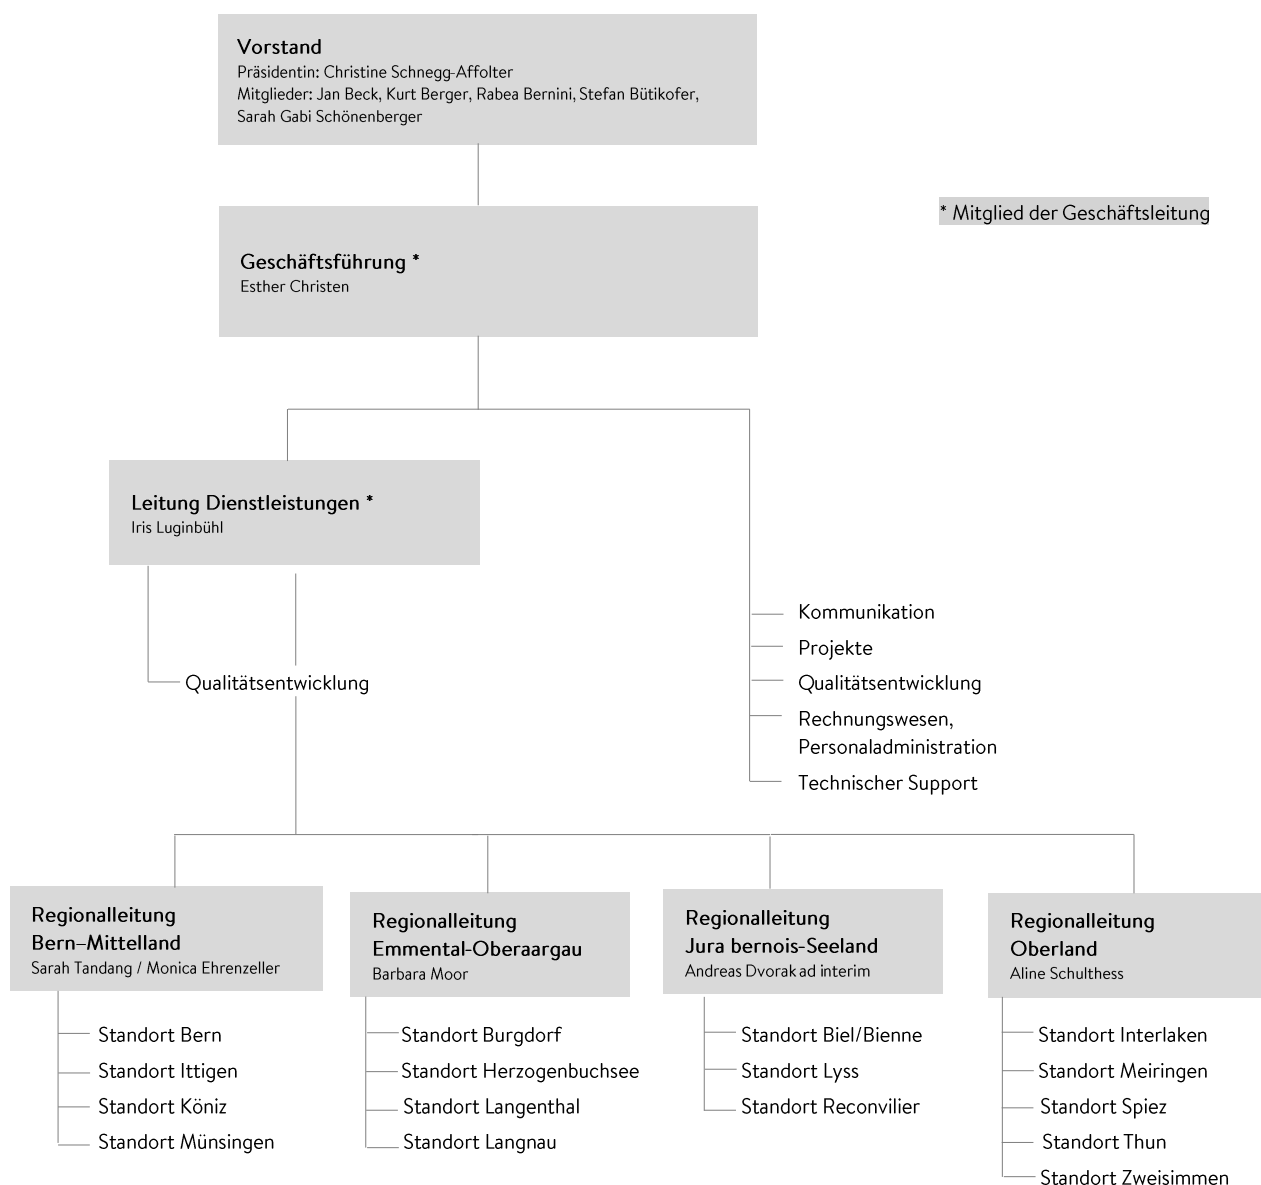 Vorstand
Präsidentin: Christine Schnegg-Affolter
Mitglieder: Jan Beck, Kurt Berger, Rabea Bernini, Stefan Bütikofer,
Sarah Gabi Schönenberger
* Mitglied der Geschäftsleitung
Geschäftsführung *
Esther Christen
Leitung Dienstleistungen *
Iris Luginbühl
Qualitätsentwicklung
Kommunikation
Projekte
Qualitätsentwicklung
Rechnungswesen,
Personaladministration
Technischer Support
Regionalleitung
Bern–Mittelland
Sarah Tandang / Monica Ehrenzeller
Standort Bern
Standort Ittigen
Standort Köniz
Standort Münsingen
Regionalleitung
Emmental-Oberaargau
Barbara Moor
Standort Burgdorf
Standort Herzogenbuchsee
Standort Langenthal
Standort Langnau
Regionalleitung
Jura bernois-Seeland
Andreas Dvorak ad interim
Standort Biel/Bienne
Standort Lyss
Standort Reconvilier
Regionalleitung
Oberland
Aline Schulthess
Standort Interlaken
Standort Meiringen
Standort Spiez
Standort Thun
Standort Zweisimmen